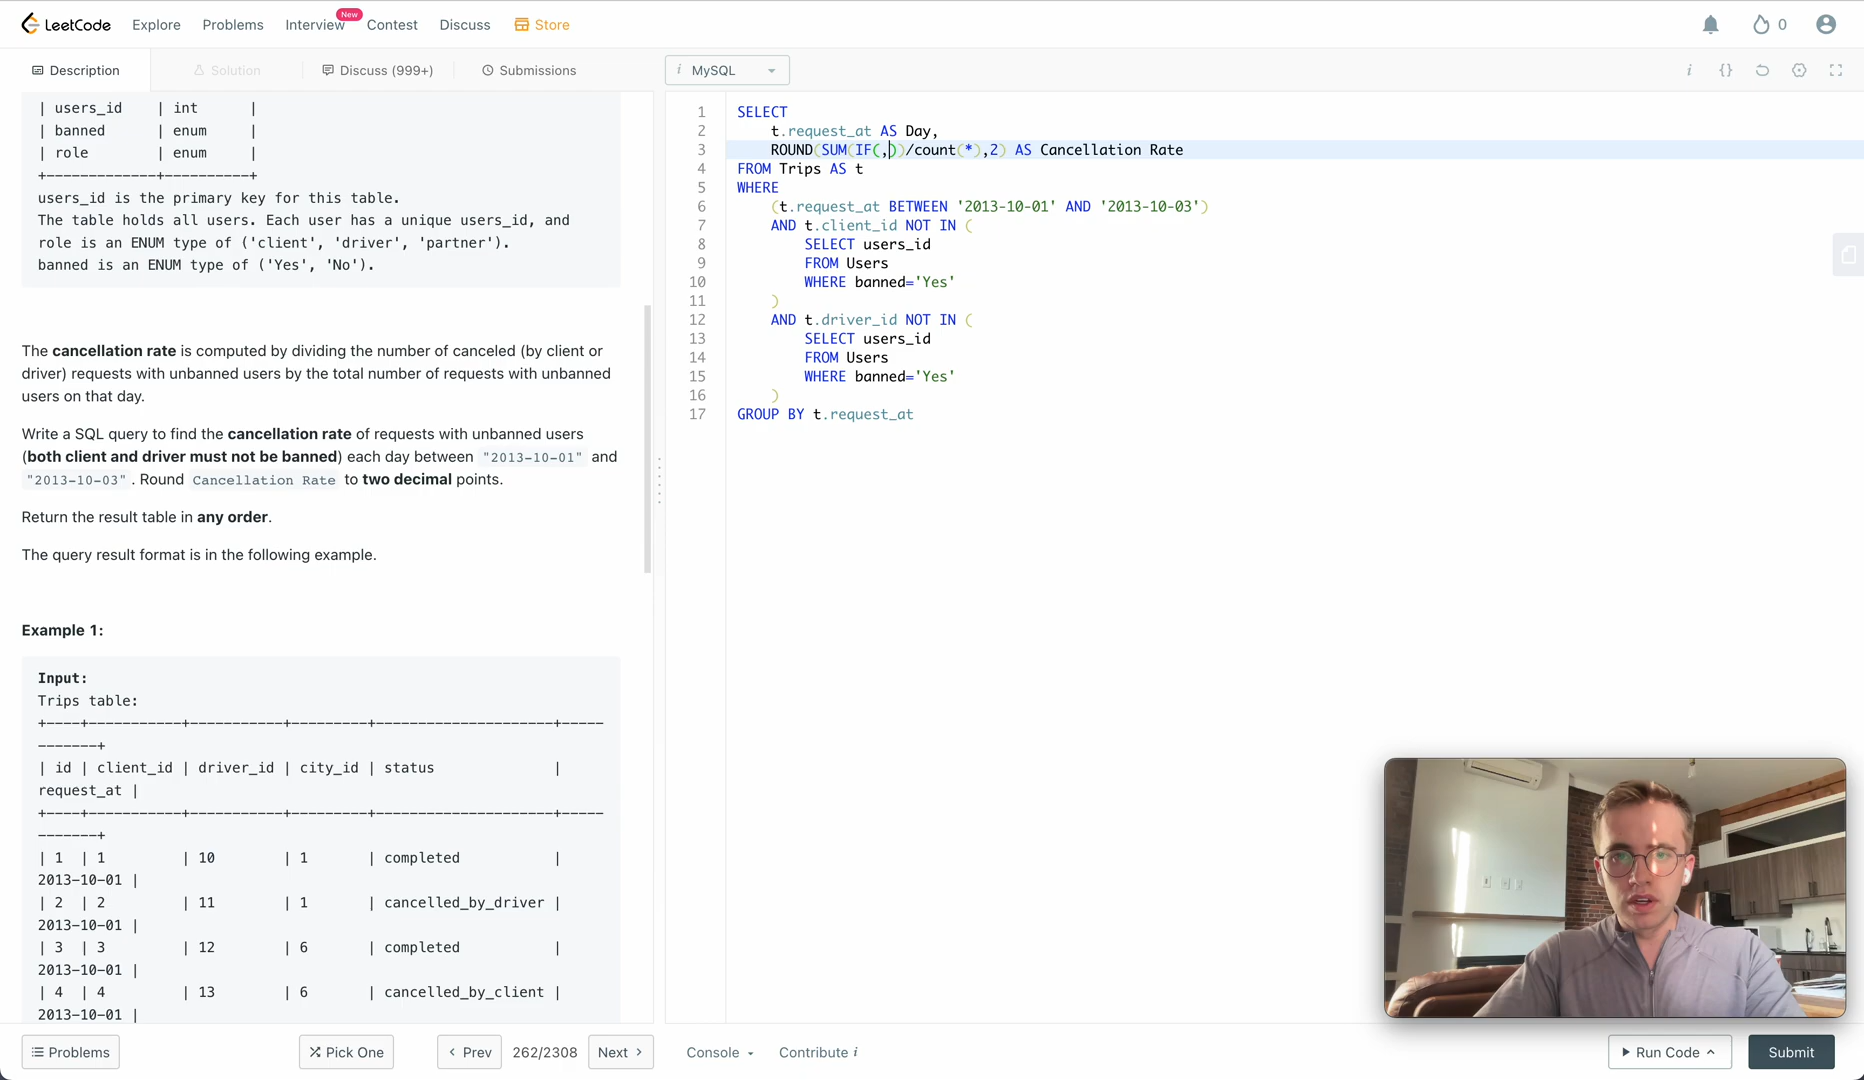 LeetCode Explore Problems Interview New Contest Discuss Store 0
Description Solution Discuss (999+) Submissions i MySQL i {}
| users_id    | int      |
| banned      | enum     |
| role        | enum     |
+-------------+----------+
users_id is the primary key for this table.
The table holds all users. Each user has a unique users_id, and
role is an ENUM type of ('client', 'driver', 'partner').
banned is an ENUM type of ('Yes', 'No').
The cancellation rate is computed by dividing the number of canceled (by client or
driver) requests with unbanned users by the total number of requests with unbanned
users on that day.
Write a SQL query to find the cancellation rate of requests with unbanned users
(both client and driver must not be banned) each day between "2013-10-01" and
"2013-10-03". Round Cancellation Rate to two decimal points.
Return the result table in any order.
The query result format is in the following example.
Example 1:
Input:
Trips table:
+----+-----------+-----------+---------+---------------------+-----
-------+
| id | client_id | driver_id | city_id | status              |
request_at |
+----+-----------+-----------+---------+---------------------+-----
-------+
| 1  | 1         | 10        | 1       | completed           |
2013-10-01 |
| 2  | 2         | 11        | 1       | cancelled_by_driver |
2013-10-01 |
| 3  | 3         | 12        | 6       | completed           |
2013-10-01 |
| 4  | 4         | 13        | 6       | cancelled_by_client |
2013-10-01 |
1 SELECT
2     t.request_at AS Day,
3     ROUND(SUM(IF(,))/count(*),2) AS Cancellation Rate
4 FROM Trips AS t
5 WHERE
6     (t.request_at BETWEEN '2013-10-01' AND '2013-10-03')
7     AND t.client_id NOT IN (
8         SELECT users_id
9         FROM Users
10         WHERE banned='Yes'
11     )
12     AND t.driver_id NOT IN (
13         SELECT users_id
14         FROM Users
15         WHERE banned='Yes'
16     )
17 GROUP BY t.request_at
Problems Pick One < Prev 262/2308 Next > Console Contribute i Run Code Submit